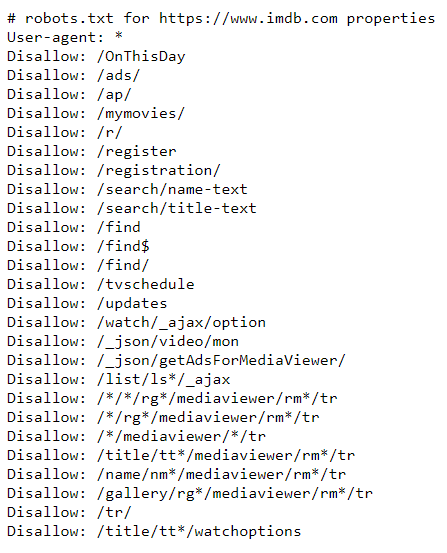 # robots.txt for https://www.imdb.com properties
User-agent: *
Disallow: /OnThisDay
Disallow: /ads/
Disallow: /ap/
Disallow: /mymovies/
Disallow: /r/
Disallow: /register
Disallow: /registration/
Disallow: /search/name-text
Disallow: /search/title-text
Disallow: /find
Disallow: /find$
Disallow: /find/
Disallow: /tvschedule
Disallow: /updates
Disallow: /watch/_ajax/option
Disallow: /_json/video/mon
Disallow: /_json/getAdsForMediaViewer/
Disallow: /list/ls*/_ajax
Disallow: /*/*/rg*/mediaviewer/rm*/tr
Disallow: /*/rg*/mediaviewer/rm*/tr
Disallow: /*/mediaviewer/*/tr
Disallow: /title/tt*/mediaviewer/rm*/tr
Disallow: /name/nm*/mediaviewer/rm*/tr
Disallow: /gallery/rg*/mediaviewer/rm*/tr
Disallow: /tr/
Disallow: /title/tt*/watchoptions